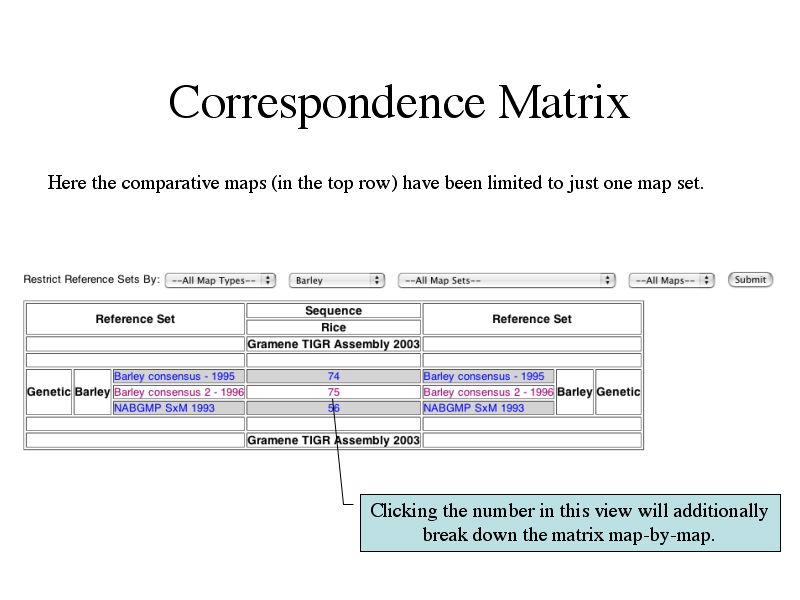 Correspondence Matrix
Here the comparative maps (in the top row) have been limited to just one map set.
Restrict Reference Sets By: --All Map Types-- Barley --All Map Sets-- --All Maps-- Submit
Reference Set Sequence Reference Set
Rice
Gramene TIGR Assembly 2003
Genetic Barley Barley consensus - 1995 74 Barley consensus - 1995 Barley Genetic
Barley consensus 2 - 1996 75 Barley consensus 2 - 1996
NABGMP SxM 1993 56 NABGMP SxM 1993
Gramene TIGR Assembly 2003
Clicking the number in this view will additionally
break down the matrix map-by-map.